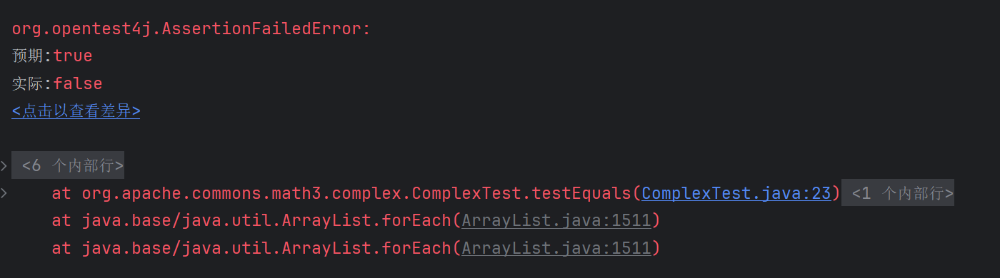 org.opentest4j.AssertionFailedError:
预期:true
实际:false
<点击以查看差异>
<6 个内部行>
at org.apache.commons.math3.complex.ComplexTest.testEquals(ComplexTest.java:23) <1 个内部行>
at java.base/java.util.ArrayList.forEach(ArrayList.java:1511)
at java.base/java.util.ArrayList.forEach(ArrayList.java:1511)